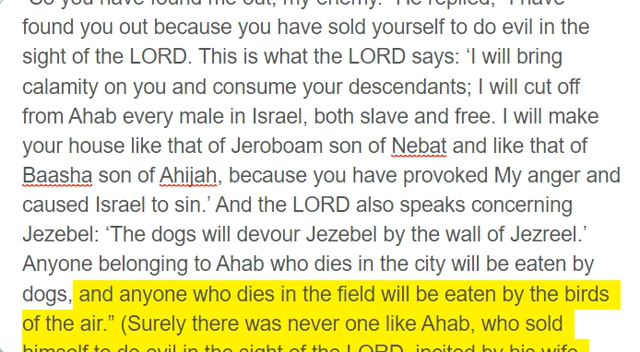 "So you have found me out, my enemy." He replied, "I have
found you out because you have sold yourself to do evil in the
sight of the LORD. This is what the LORD says: ‘I will bring
calamity on you and consume your descendants; I will cut off
from Ahab every male in Israel, both slave and free. I will make
your house like that of Jeroboam son of Nebat and like that of
Baasha son of Ahijah, because you have provoked My anger and
caused Israel to sin.’ And the LORD also speaks concerning
Jezebel: ‘The dogs will devour Jezebel by the wall of Jezreel.’
Anyone belonging to Ahab who dies in the city will be eaten by
dogs, and anyone who dies in the field will be eaten by the birds
of the air.” (Surely there was never one like Ahab, who sold
himself to do evil in the sight of the LORD, incited by his wife